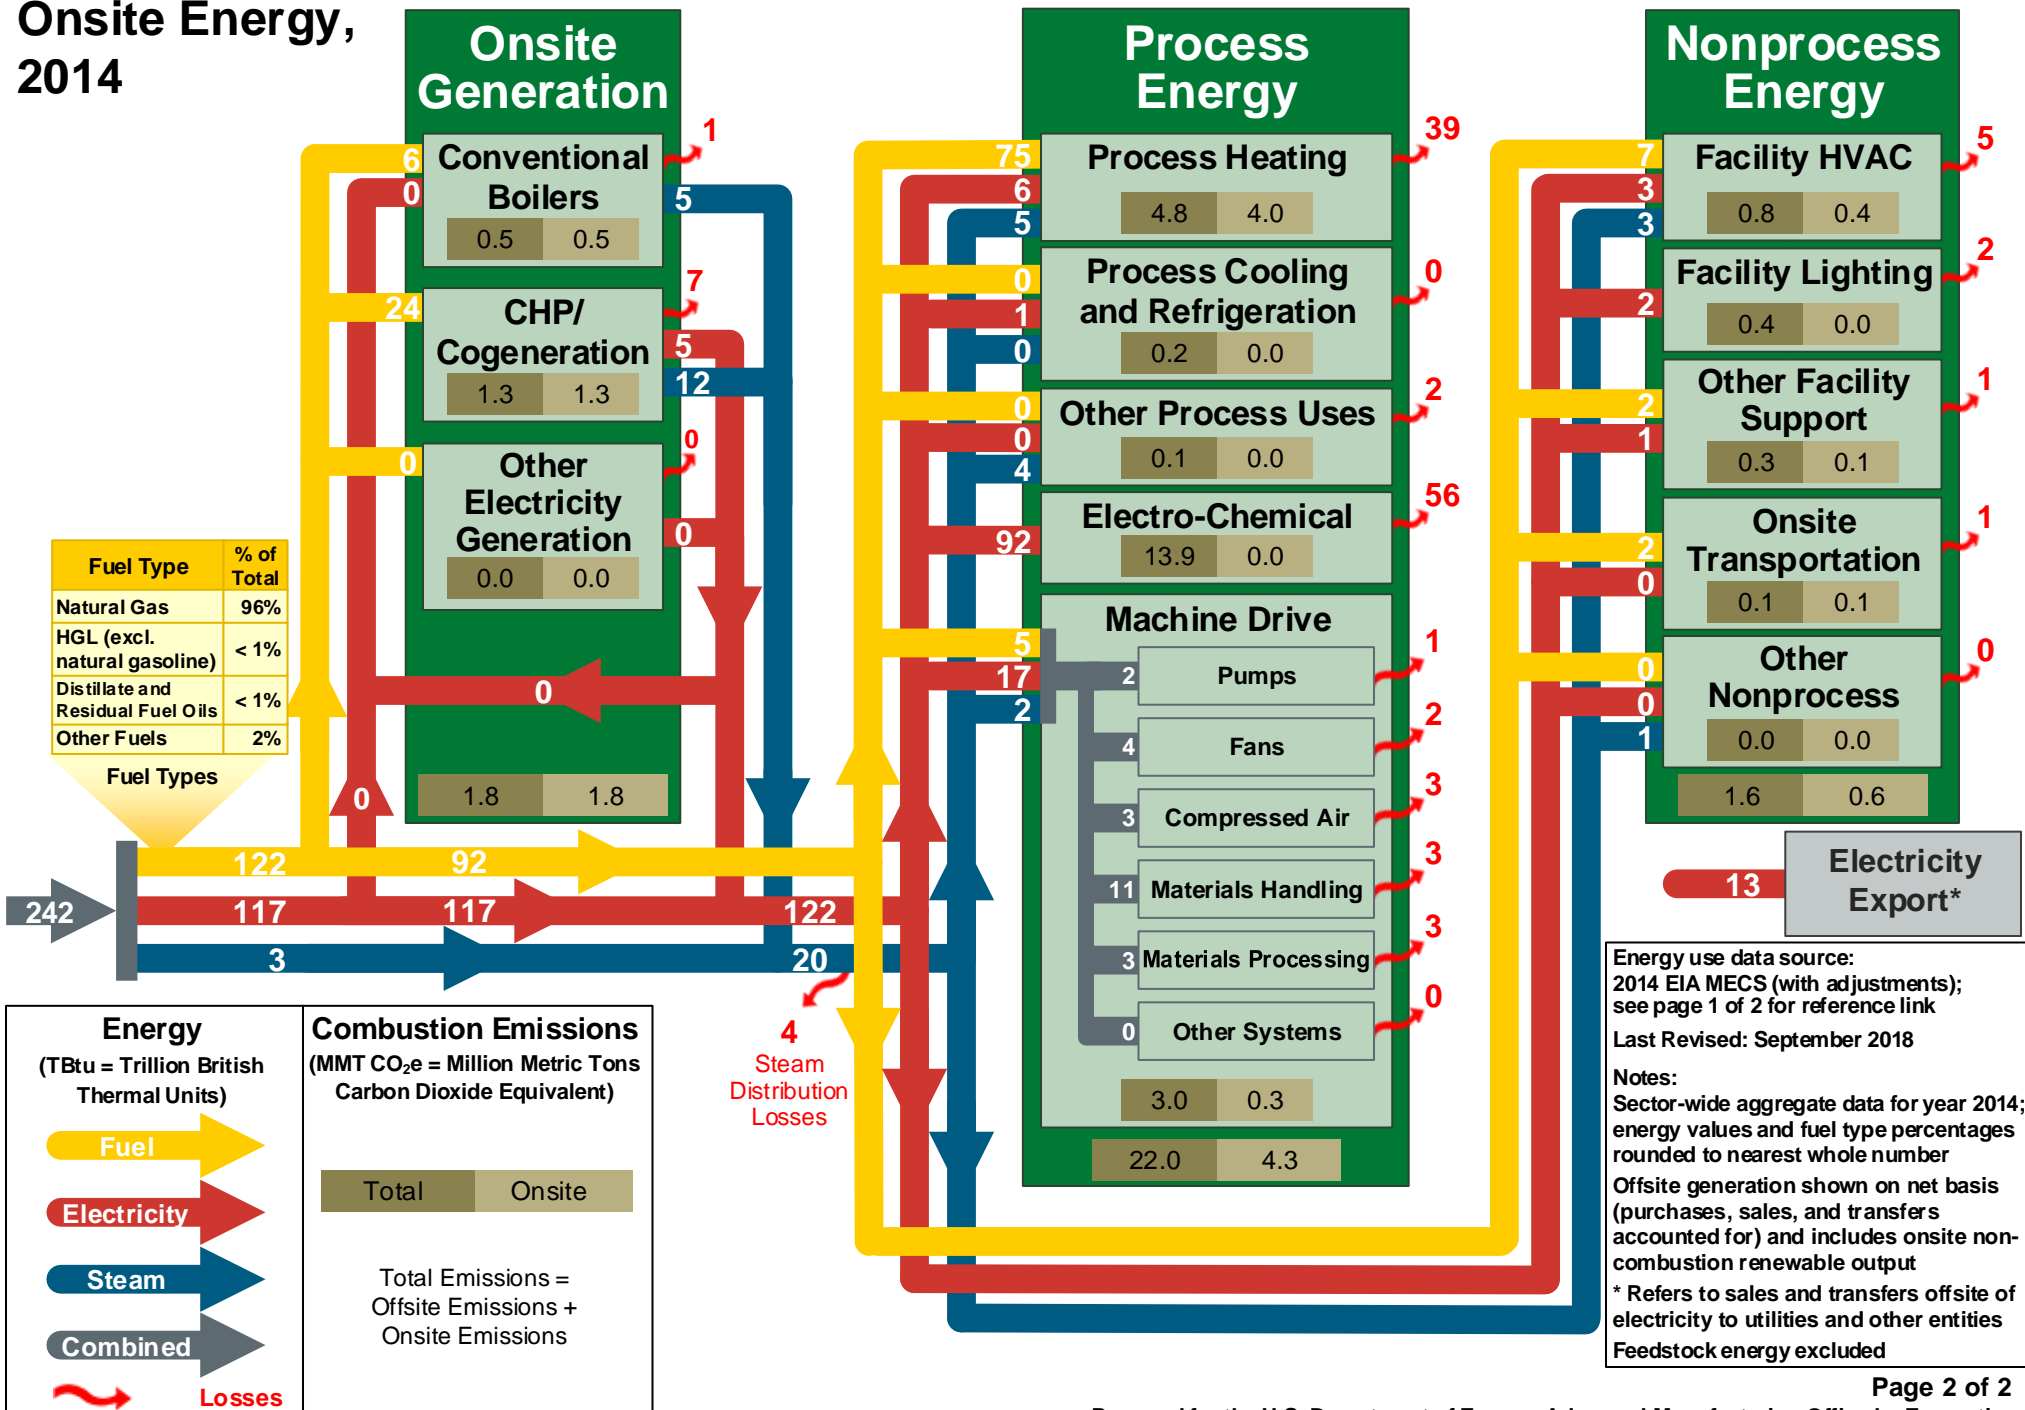 Onsite Energy,
2014
Onsite
Generation
1
6
0
Conventional
Boilers
5
0.5 0.5
7
24
CHP/
Cogeneration
5
12
1.3 1.3
0
0
Other
Electricity
Generation
0
0.0 0.0
0
1.8 1.8
0
Fuel Type % of
Total
Natural Gas 96%
HGL (excl.
natural gasoline) < 1%
Distillate and
Residual Fuel Oils < 1%
Other Fuels 2%
Fuel Types
242
122 92
117 117 122
3 20
4
Steam
Distribution
Losses
Process
Energy
39
75
6
5
Process Heating
4.8 4.0
0
0
1
0
Process Cooling
and Refrigeration
0.2 0.0
2
0
0
4
Other Process Uses
0.1 0.0
56
92
Electro-Chemical
13.9 0.0
Machine Drive
5
17
2
2 Pumps 1
4 Fans 2
3 Compressed Air 3
11 Materials Handling 3
3 Materials Processing 3
0 Other Systems 0
3.0 0.3
22.0 4.3
Nonprocess
Energy
5
7
3
3
Facility HVAC
0.8 0.4
2
2
Facility Lighting
0.4 0.0
1
2
1
Other Facility
Support
0.3 0.1
1
2
0
Onsite
Transportation
0.1 0.1
0
0
0
1
Other
Nonprocess
0.0 0.0
1.6 0.6
13
Electricity
Export*
Energy
(TBtu = Trillion British
Thermal Units)
Fuel
Electricity
Steam
Combined
Losses
Combustion Emissions
(MMT CO₂e = Million Metric Tons
Carbon Dioxide Equivalent)
Total Onsite
Total Emissions =
Offsite Emissions +
Onsite Emissions
Energy use data source:
2014 EIA MECS (with adjustments);
see page 1 of 2 for reference link
Last Revised: September 2018
Notes:
Sector-wide aggregate data for year 2014;
energy values and fuel type percentages
rounded to nearest whole number
Offsite generation shown on net basis
(purchases, sales, and transfers
accounted for) and includes onsite non-
combustion renewable output
* Refers to sales and transfers offsite of
electricity to utilities and other entities
Feedstock energy excluded
Page 2 of 2